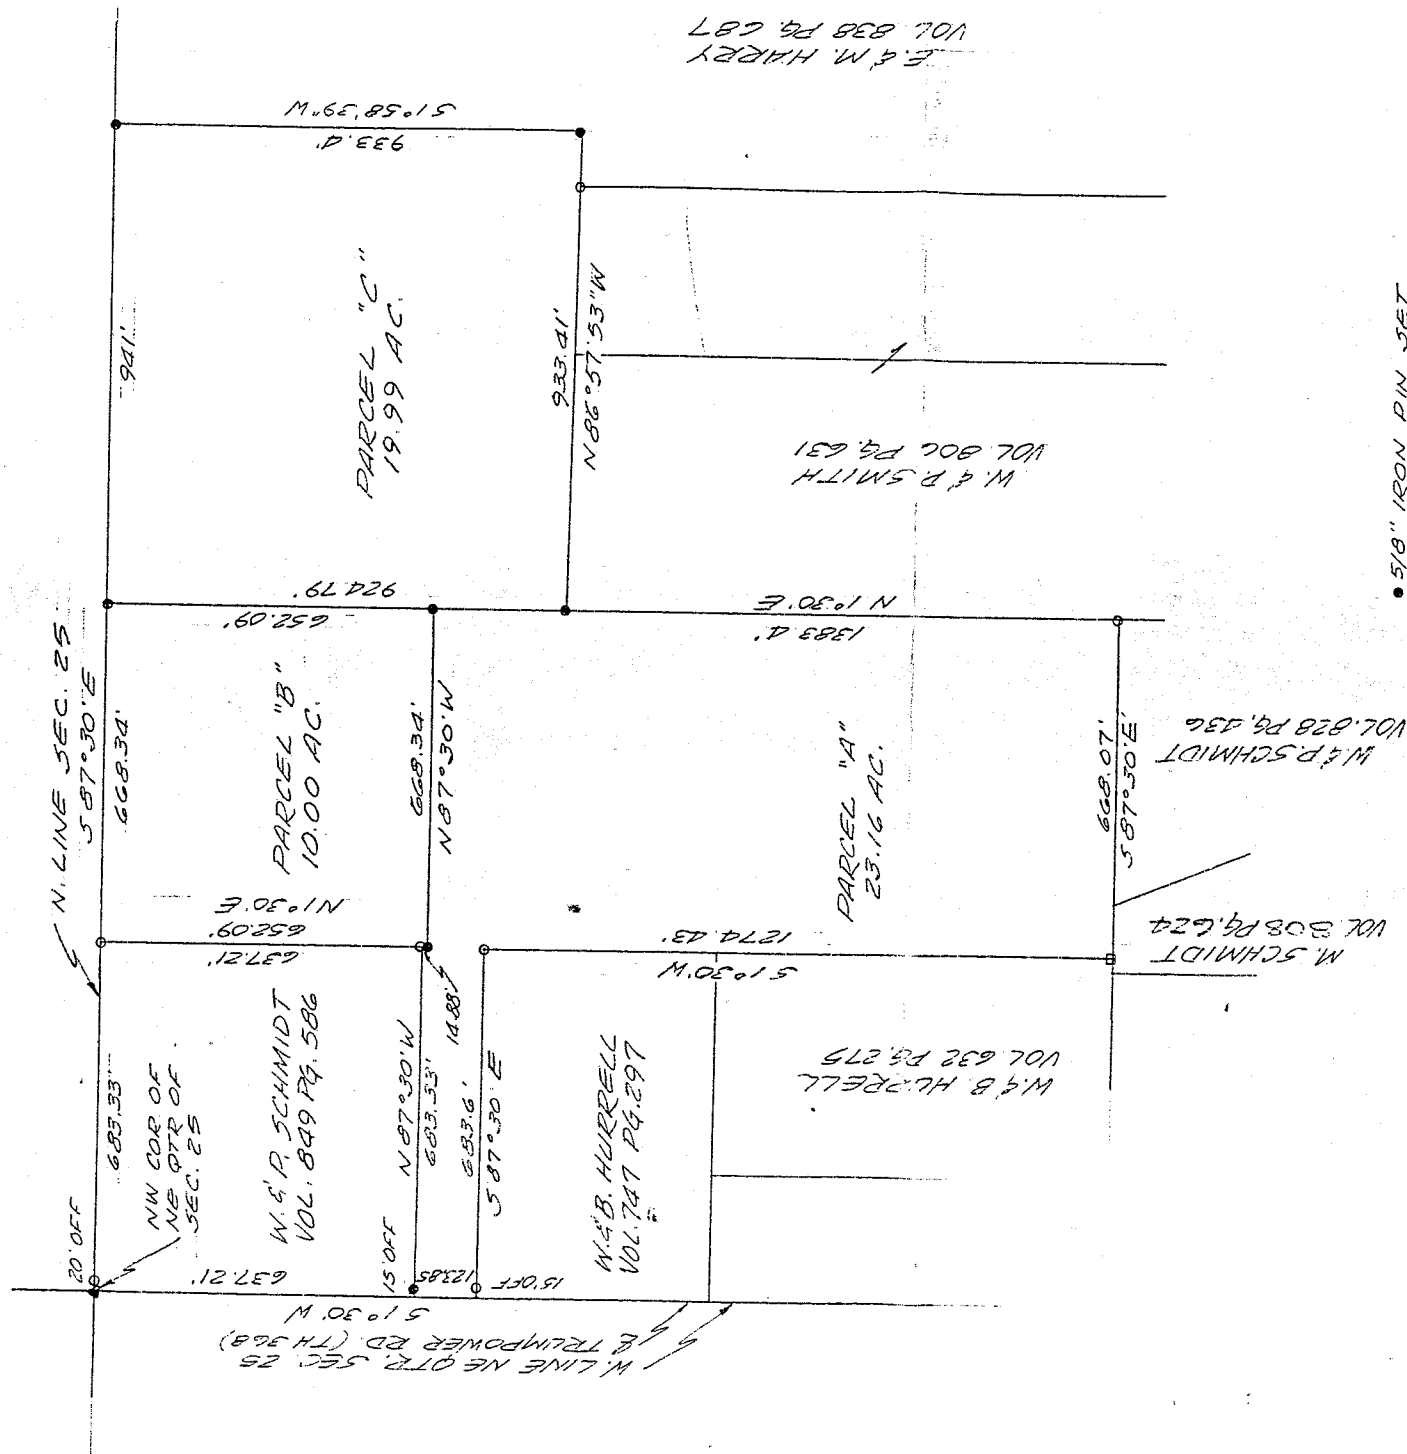 E. & M. HARRY
VOL. 838 PG. 687
S 1° 58' 39" W
933.4'
941'
PARCEL "C"
19.99 AC.
933.41'
N 86° 57' 53" W
W. & P. SMITH
VOL. 806 PG. 631
● 5/8" IRON PIN SET
N. LINE SEC. 25
S 87° 30' E
668.34'
924.79'
652.09'
N 1° 30' E
1383.4'
PARCEL "B"
10.00 AC.
668.34'
N 87° 30' W
PARCEL "A"
23.16 AC.
668.07'
S 87° 30' E
W. & P. SCHMIDT
VOL. 828 PG. 436
M. SCHMIDT
VOL. 808 PG. 624
N 1° 30' E
652.09'
637.21'
1274.43'
S 1° 30' W
683.33'
NW COR OF
NE QTR OF
SEC. 25
W. & P. SCHMIDT
VOL. 849 PG. 586
N 87° 30' W
683.33'
14.88'
683.6'
S 87° 30' E
W. & B. HURRELL
VOL. 747 PG. 297
W. & B. HURRELL
VOL. 632 PG. 275
20' OFF
637.21'
15' OFF
123.85
15' OFF
S 1° 30' W
W. LINE NE QTR. SEC. 25
& TRUMPOWER RD. (TH 368)